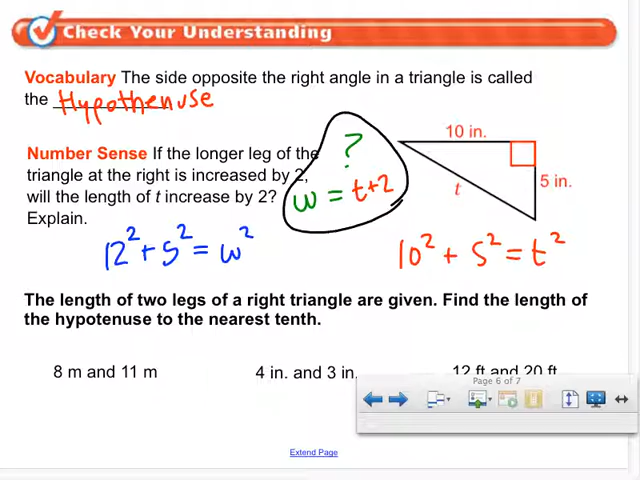 Check Your Understanding
Vocabulary The side opposite the right angle in a triangle is called
the Hypothenuse
Number Sense If the longer leg of the
triangle at the right is increased by 2,
will the length of t increase by 2?
Explain.
?
w = t+2
10 in.
5 in.
t
12² + 5² = w²
10² + 5² = t²
The length of two legs of a right triangle are given. Find the length of
the hypotenuse to the nearest tenth.
8 m and 11 m
4 in. and 3 in.
12 ft and 20 ft
Page 6 of 7
Extend Page